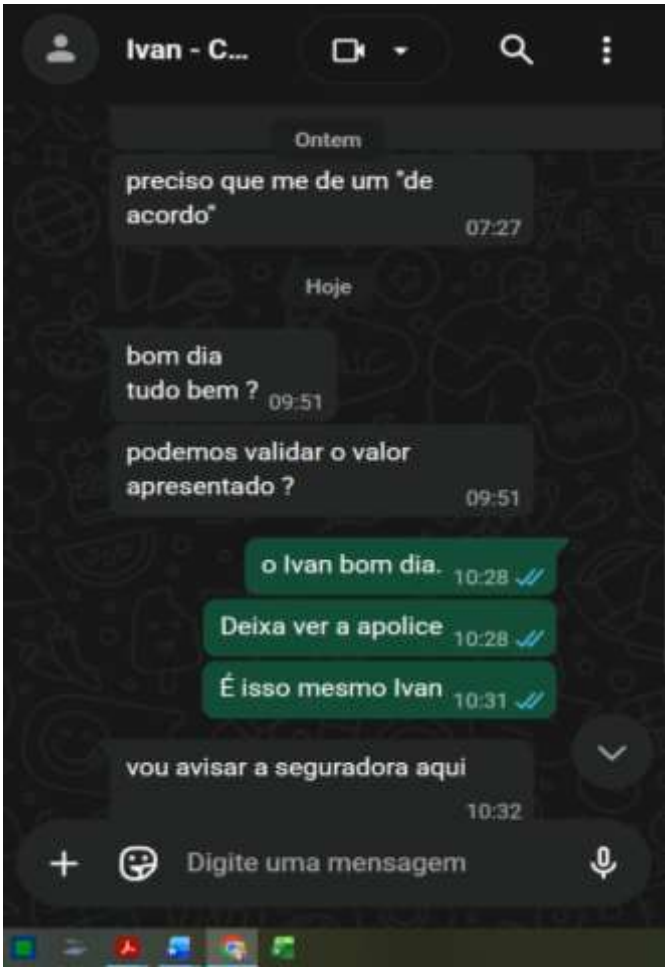 Ivan - C...
Ontem
preciso que me de um "de
acordo"
07:27
Hoje
bom dia
tudo bem ? 09:51
podemos validar o valor
apresentado ?
09:51
o Ivan bom dia. 10:28
Deixa ver a apolice 10:28
É isso mesmo Ivan 10:31
vou avisar a seguradora aqui
10:32
Digite uma mensagem